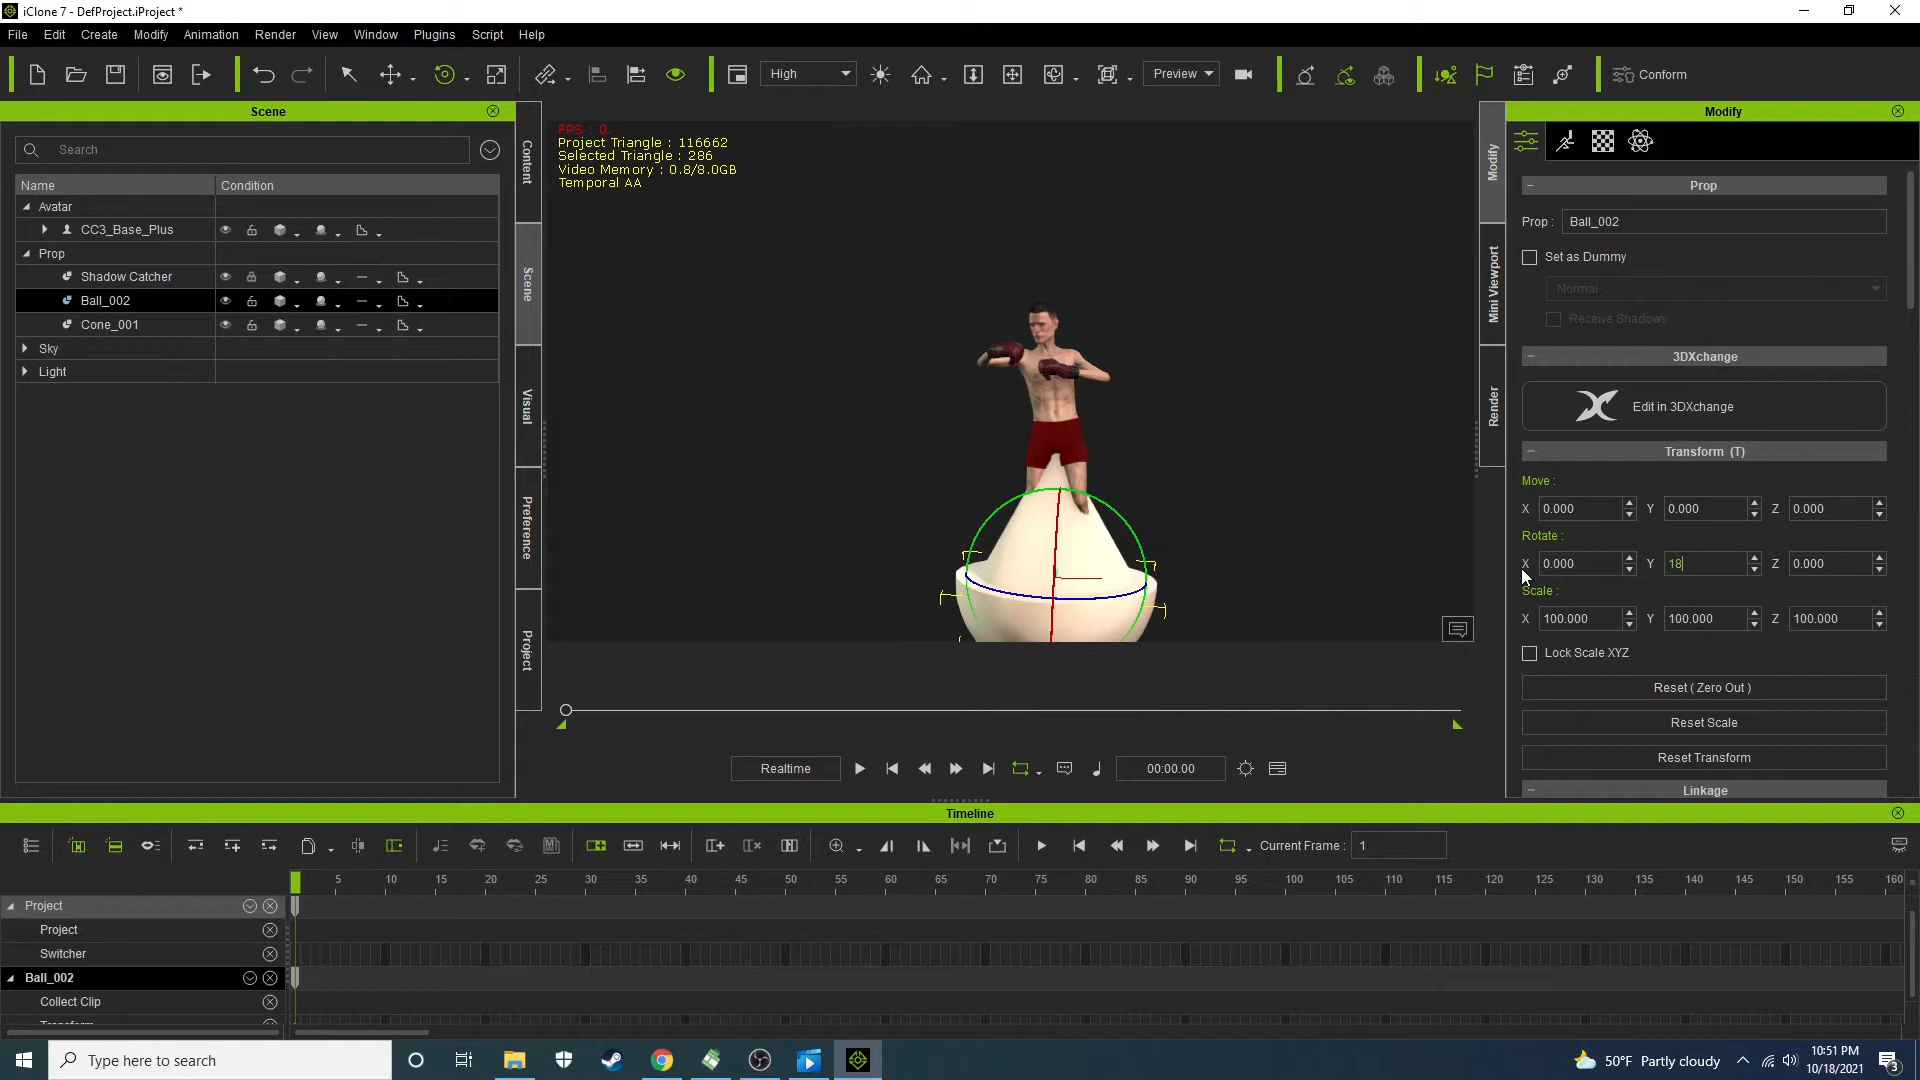 iClone 7 - DefProject.iProject *
File Edit Create Modify Animation Render View Window Plugins Script Help
High Preview Conform
Scene
Search
Name Condition
Avatar
CC3_Base_Plus
Prop
Shadow Catcher
Ball_002
Cone_001
Sky
Light
Content
Scene
Visual
Preference
Project
FPS : 0.
Project Triangle : 116662
Selected Triangle : 286
Video Memory : 0.8/8.0GB
Temporal AA
Realtime 00:00.00
Modify
Mini Viewport
Render
Modify
Prop
Prop : Ball_002
Set as Dummy
Normal
Receive Shadows
3DXchange
Edit in 3DXchange
Transform (T)
Move :
X 0.000 Y 0.000 Z 0.000
Rotate :
X 0.000 Y 18 Z 0.000
Scale :
X 100.000 Y 100.000 Z 100.000
Lock Scale XYZ
Reset ( Zero Out )
Reset Scale
Reset Transform
Linkage
Timeline
Current Frame : 1
5 10 15 20 25 30 35 40 45 50 55 60 65 70 75 80 85 90 95 100 105 110 115 120 125 130 135 140 145 150 155 160
Project
Project
Switcher
Ball_002
Collect Clip
Transform
Type here to search
50°F Partly cloudy
10:51 PM
10/18/2021
3